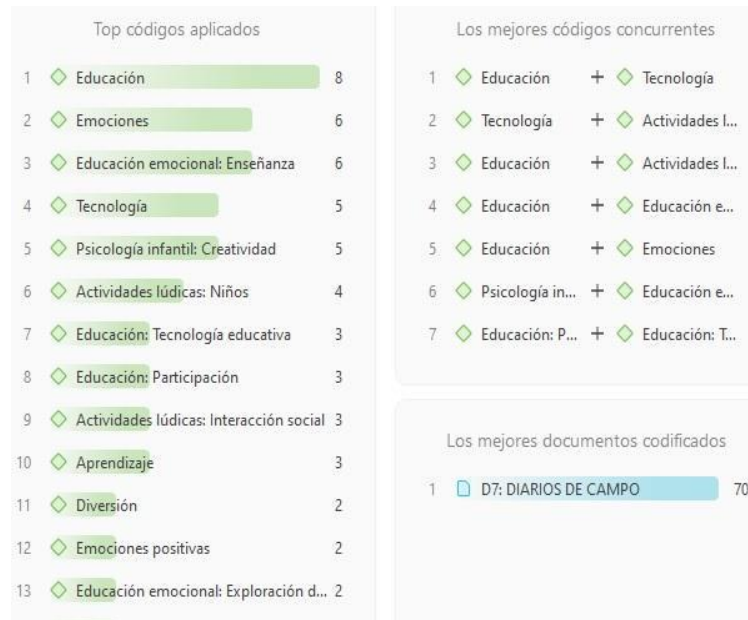 Top códigos aplicados
1 Educación 8
2 Emociones 6
3 Educación emocional: Enseñanza 6
4 Tecnología 5
5 Psicología infantil: Creatividad 5
6 Actividades lúdicas: Niños 4
7 Educación: Tecnología educativa 3
8 Educación: Participación 3
9 Actividades lúdicas: Interacción social 3
10 Aprendizaje 3
11 Diversión 2
12 Emociones positivas 2
13 Educación emocional: Exploración d... 2
Los mejores códigos concurrentes
1 Educación + Tecnología
2 Tecnología + Actividades l...
3 Educación + Actividades l...
4 Educación + Educación e...
5 Educación + Emociones
6 Psicología in... + Educación e...
7 Educación: P... + Educación: T...
Los mejores documentos codificados
1 D7: DIARIOS DE CAMPO 70